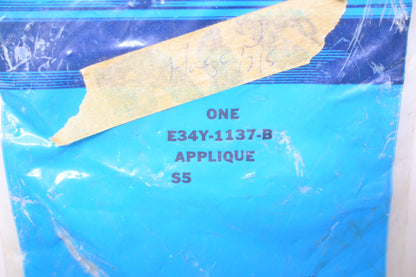 ONE
E34Y-1137-B
APPLIQUE
S5